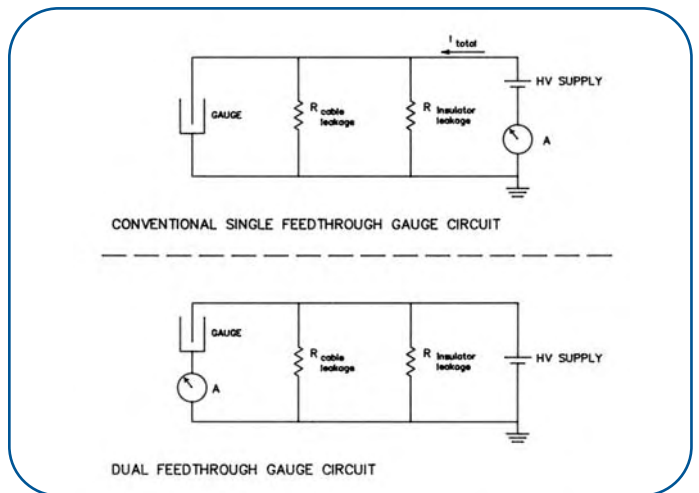 I total
HV SUPPLY
GAUGE
R cable leakage
R insulator leakage
A
CONVENTIONAL SINGLE FEEDTHROUGH GAUGE CIRCUIT
GAUGE
R cable leakage
R insulator leakage
HV SUPPLY
A
DUAL FEEDTHROUGH GAUGE CIRCUIT